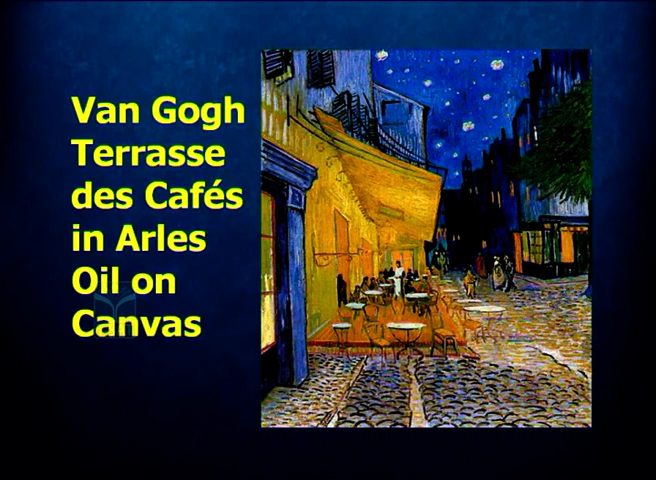 Van Gogh
Terrasse
des Cafés
in Arles
Oil on
Canvas